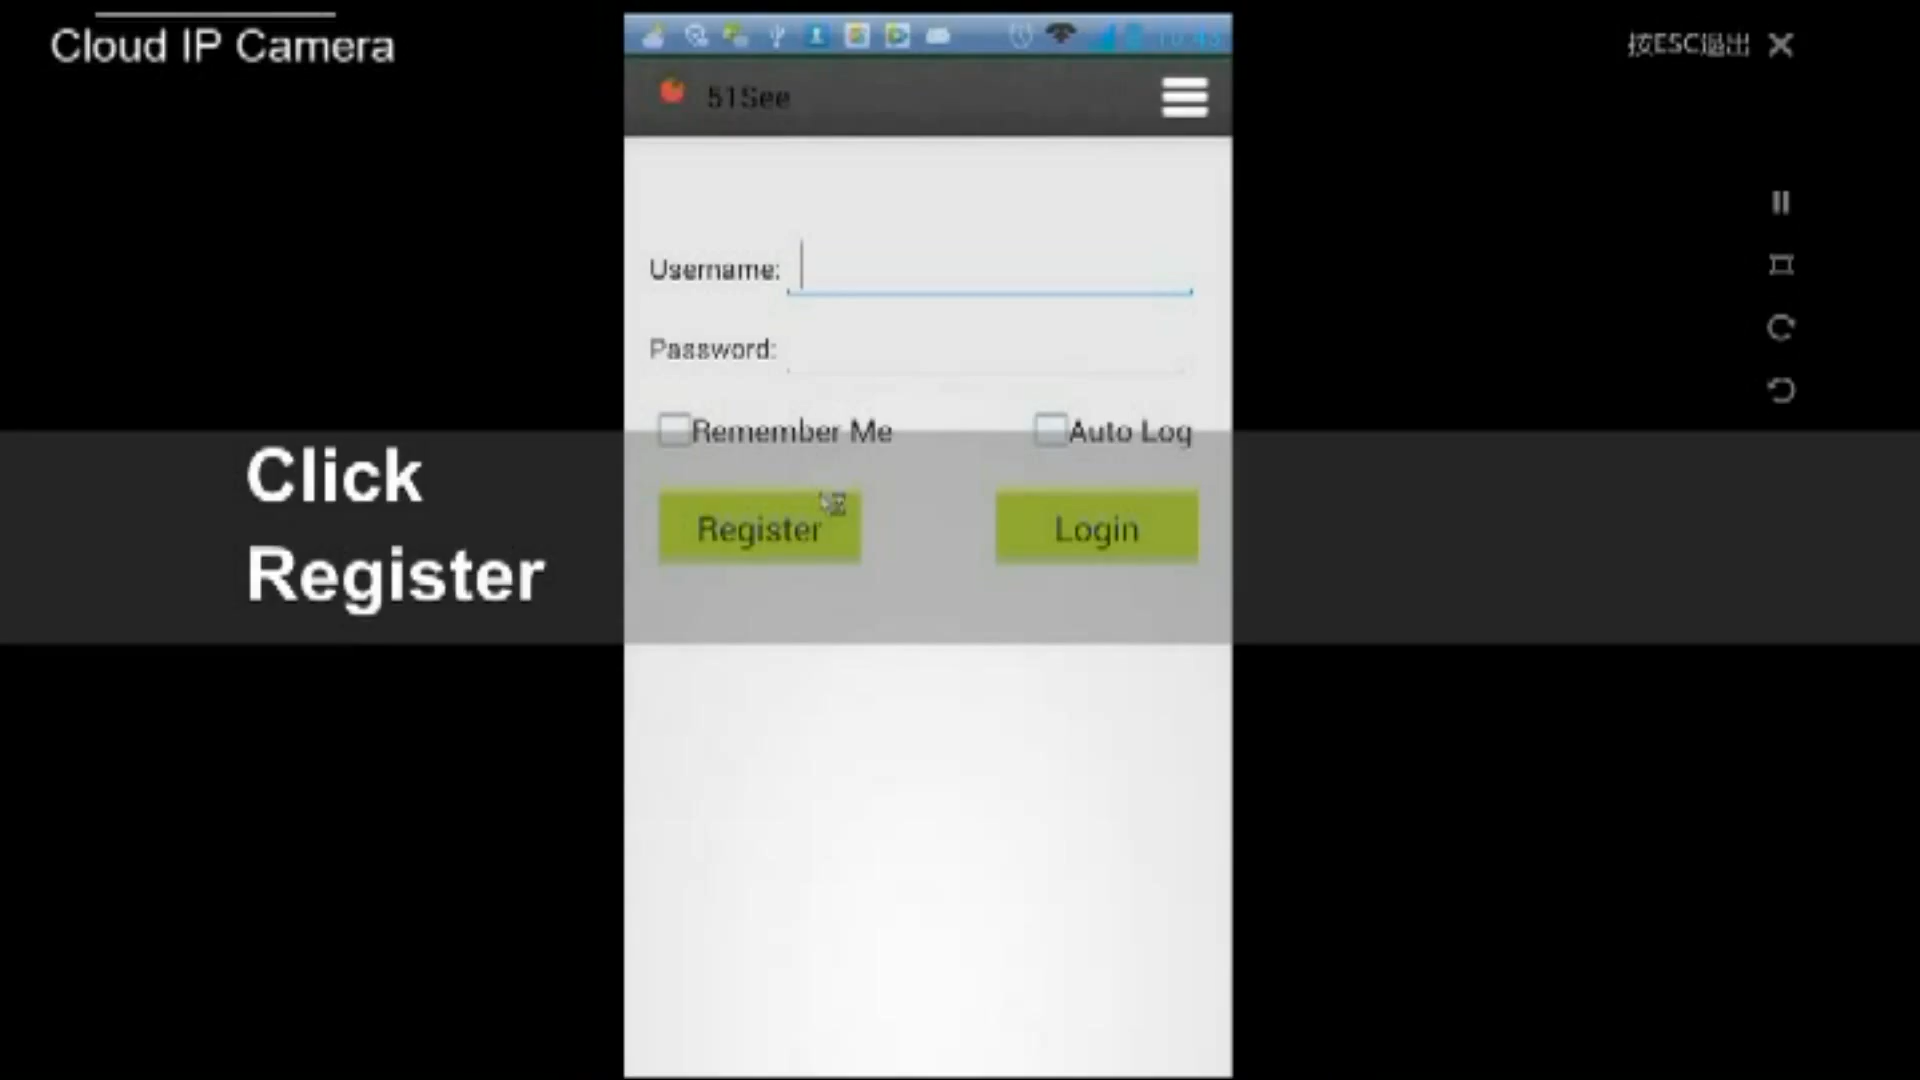 Cloud IP Camera
按ESC退出
51See
Username:
Password:
Remember Me
Auto Log
Click
Register
Register
Login